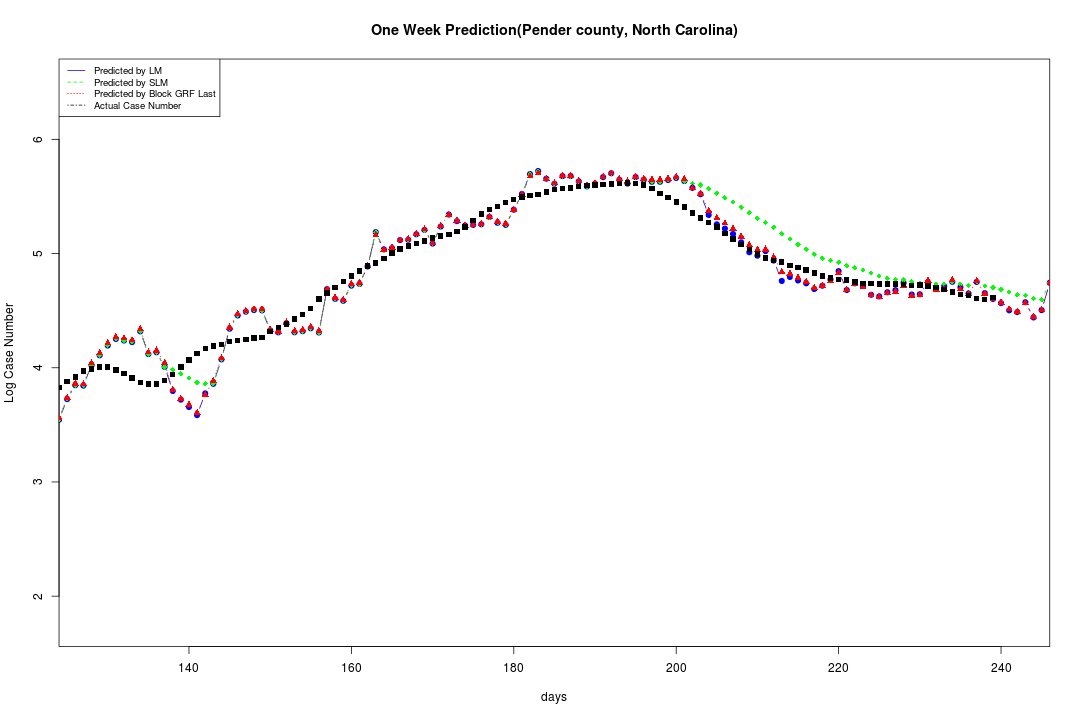 One Week Prediction(Pender county, North Carolina)
Predicted by LM
Predicted by SLM
Predicted by Block GRF Last
Actual Case Number
6
5
4
3
2
Log Case Number
140 160 180 200 220 240
days